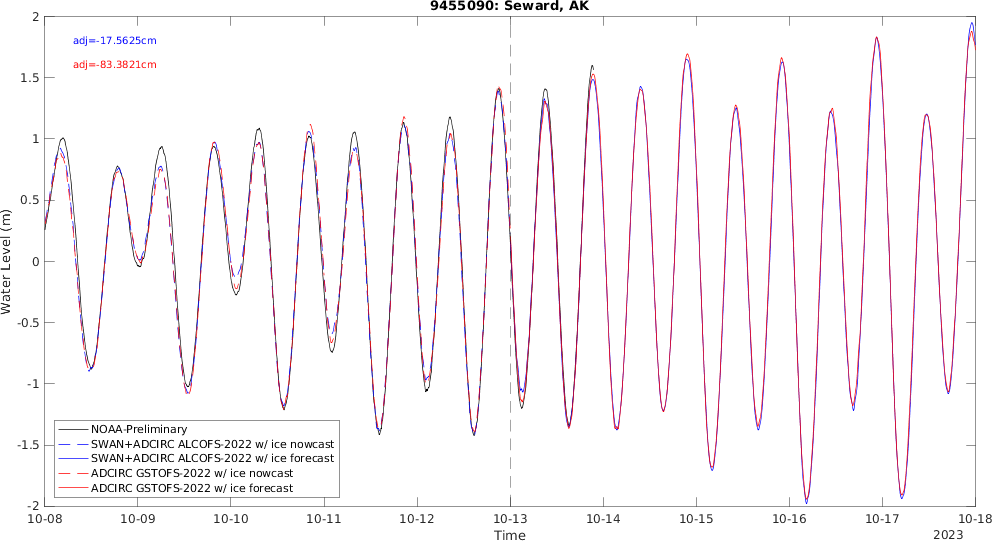 9455090: Seward, AK
adj=-17.5625cm
adj=-83.3821cm
Water Level (m)
2
1.5
1
0.5
0
-0.5
-1
-1.5
-2
NOAA-Preliminary
SWAN+ADCIRC ALCOFS-2022 w/ ice nowcast
SWAN+ADCIRC ALCOFS-2022 w/ ice forecast
ADCIRC GSTOFS-2022 w/ ice nowcast
ADCIRC GSTOFS-2022 w/ ice forecast
10-08 10-09 10-10 10-11 10-12 10-13 10-14 10-15 10-16 10-17 10-18
Time
2023